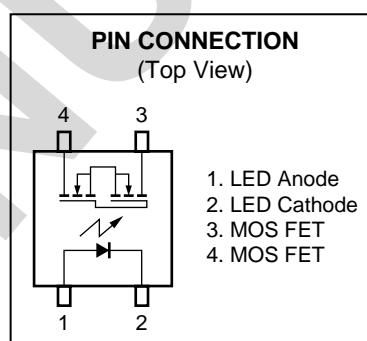 PIN CONNECTION
(Top View)
4 3
1. LED Anode
2. LED Cathode
3. MOS FET
4. MOS FET
1 2